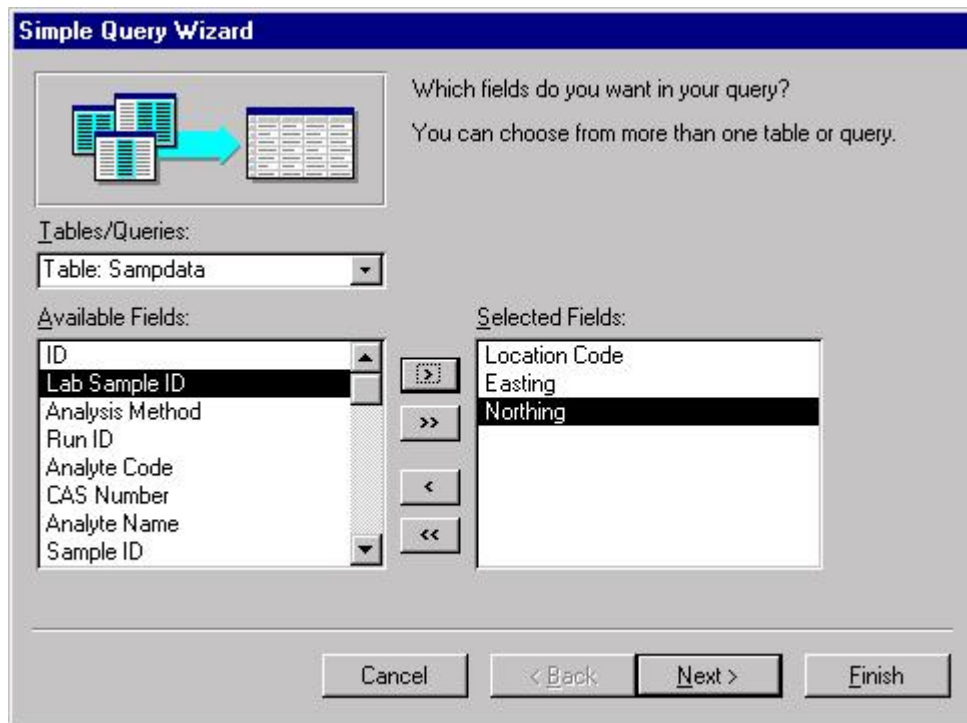 Simple Query Wizard
Which fields do you want in your query?
You can choose from more than one table or query.
Tables/Queries:
Table: Sampdata
Available Fields:
ID
Lab Sample ID
Analysis Method
Run ID
Analyte Code
CAS Number
Analyte Name
Sample ID
>
>>
<
<<
Selected Fields:
Location Code
Easting
Northing
Cancel
< Back
Next >
Finish